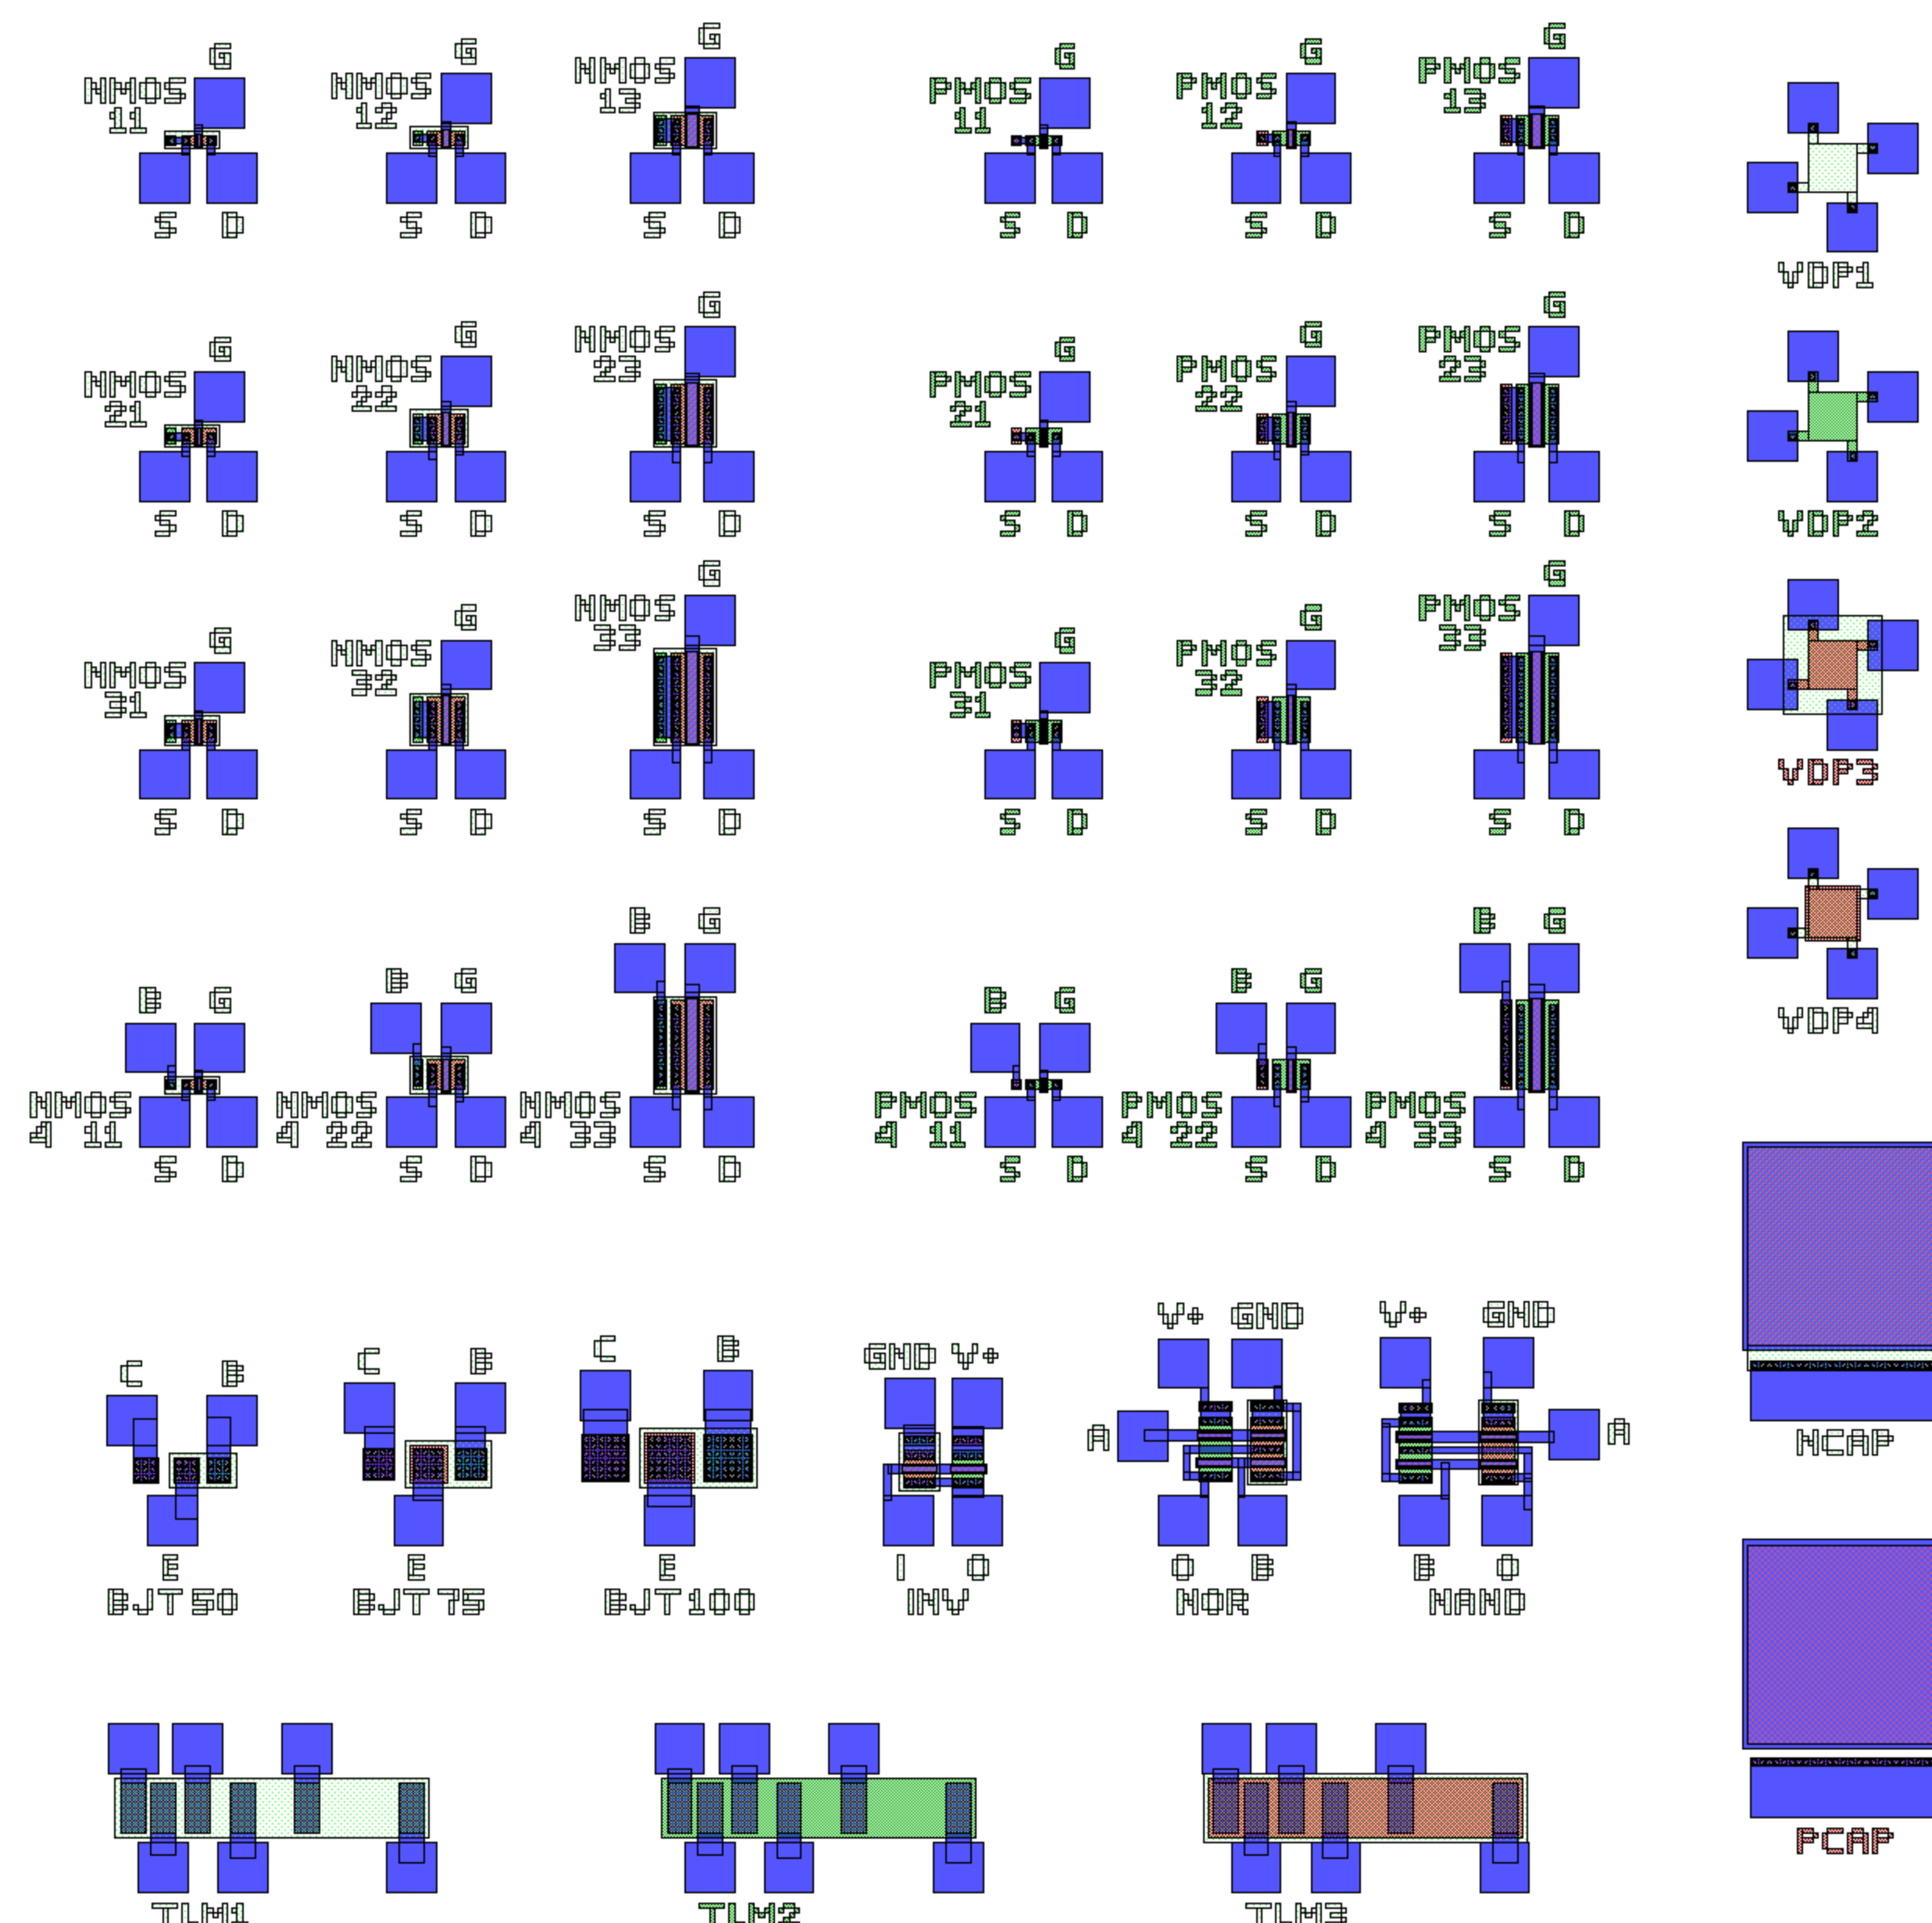 G G G G G G
NMOS NMOS NMOS PMOS PMOS PMOS
11 12 13 11 12 13
S D S D S D S D S D S D
VDP1
G G G G G G
NMOS NMOS NMOS PMOS PMOS PMOS
21 22 23 21 22 23
S D S D S D S D S D S D
VDP2
G G G G G G
NMOS NMOS NMOS PMOS PMOS PMOS
31 32 33 31 32 33
S D S D S D S D S D S D
VDP3
B G B G B G B G B G B G
VDP4
NMOS NMOS NMOS PMOS PMOS PMOS
4 11 4 22 4 33 4 11 4 22 4 33
S D S D S D S D S D S D
C B C B C B GND V+ V+ GND V+ GND
A A
NCAP
E E E I O O B B O
BJT50 BJT75 BJT100 INV NOR NAND
PCAP
TLM1 TLM2 TLM3